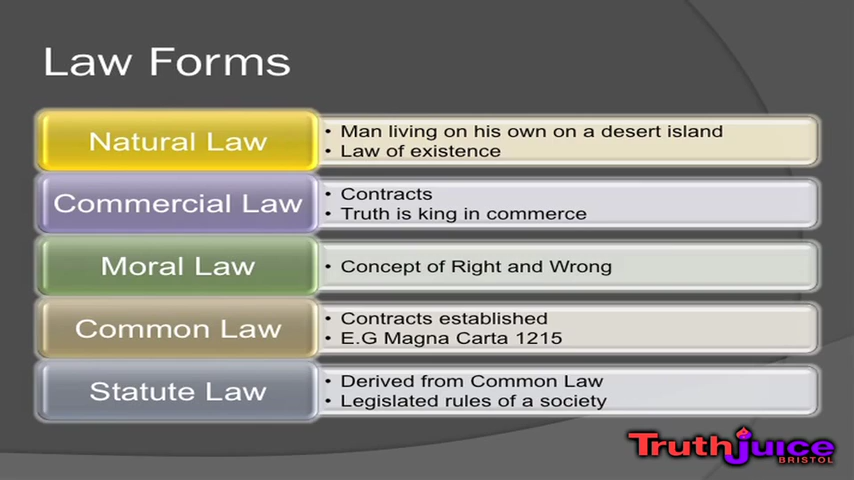 Law Forms
Natural Law
• Man living on his own on a desert island
• Law of existence
Commercial Law
• Contracts
• Truth is king in commerce
Moral Law
• Concept of Right and Wrong
Common Law
• Contracts established
• E.G Magna Carta 1215
Statute Law
• Derived from Common Law
• Legislated rules of a society
Truthjuice
BRISTOL